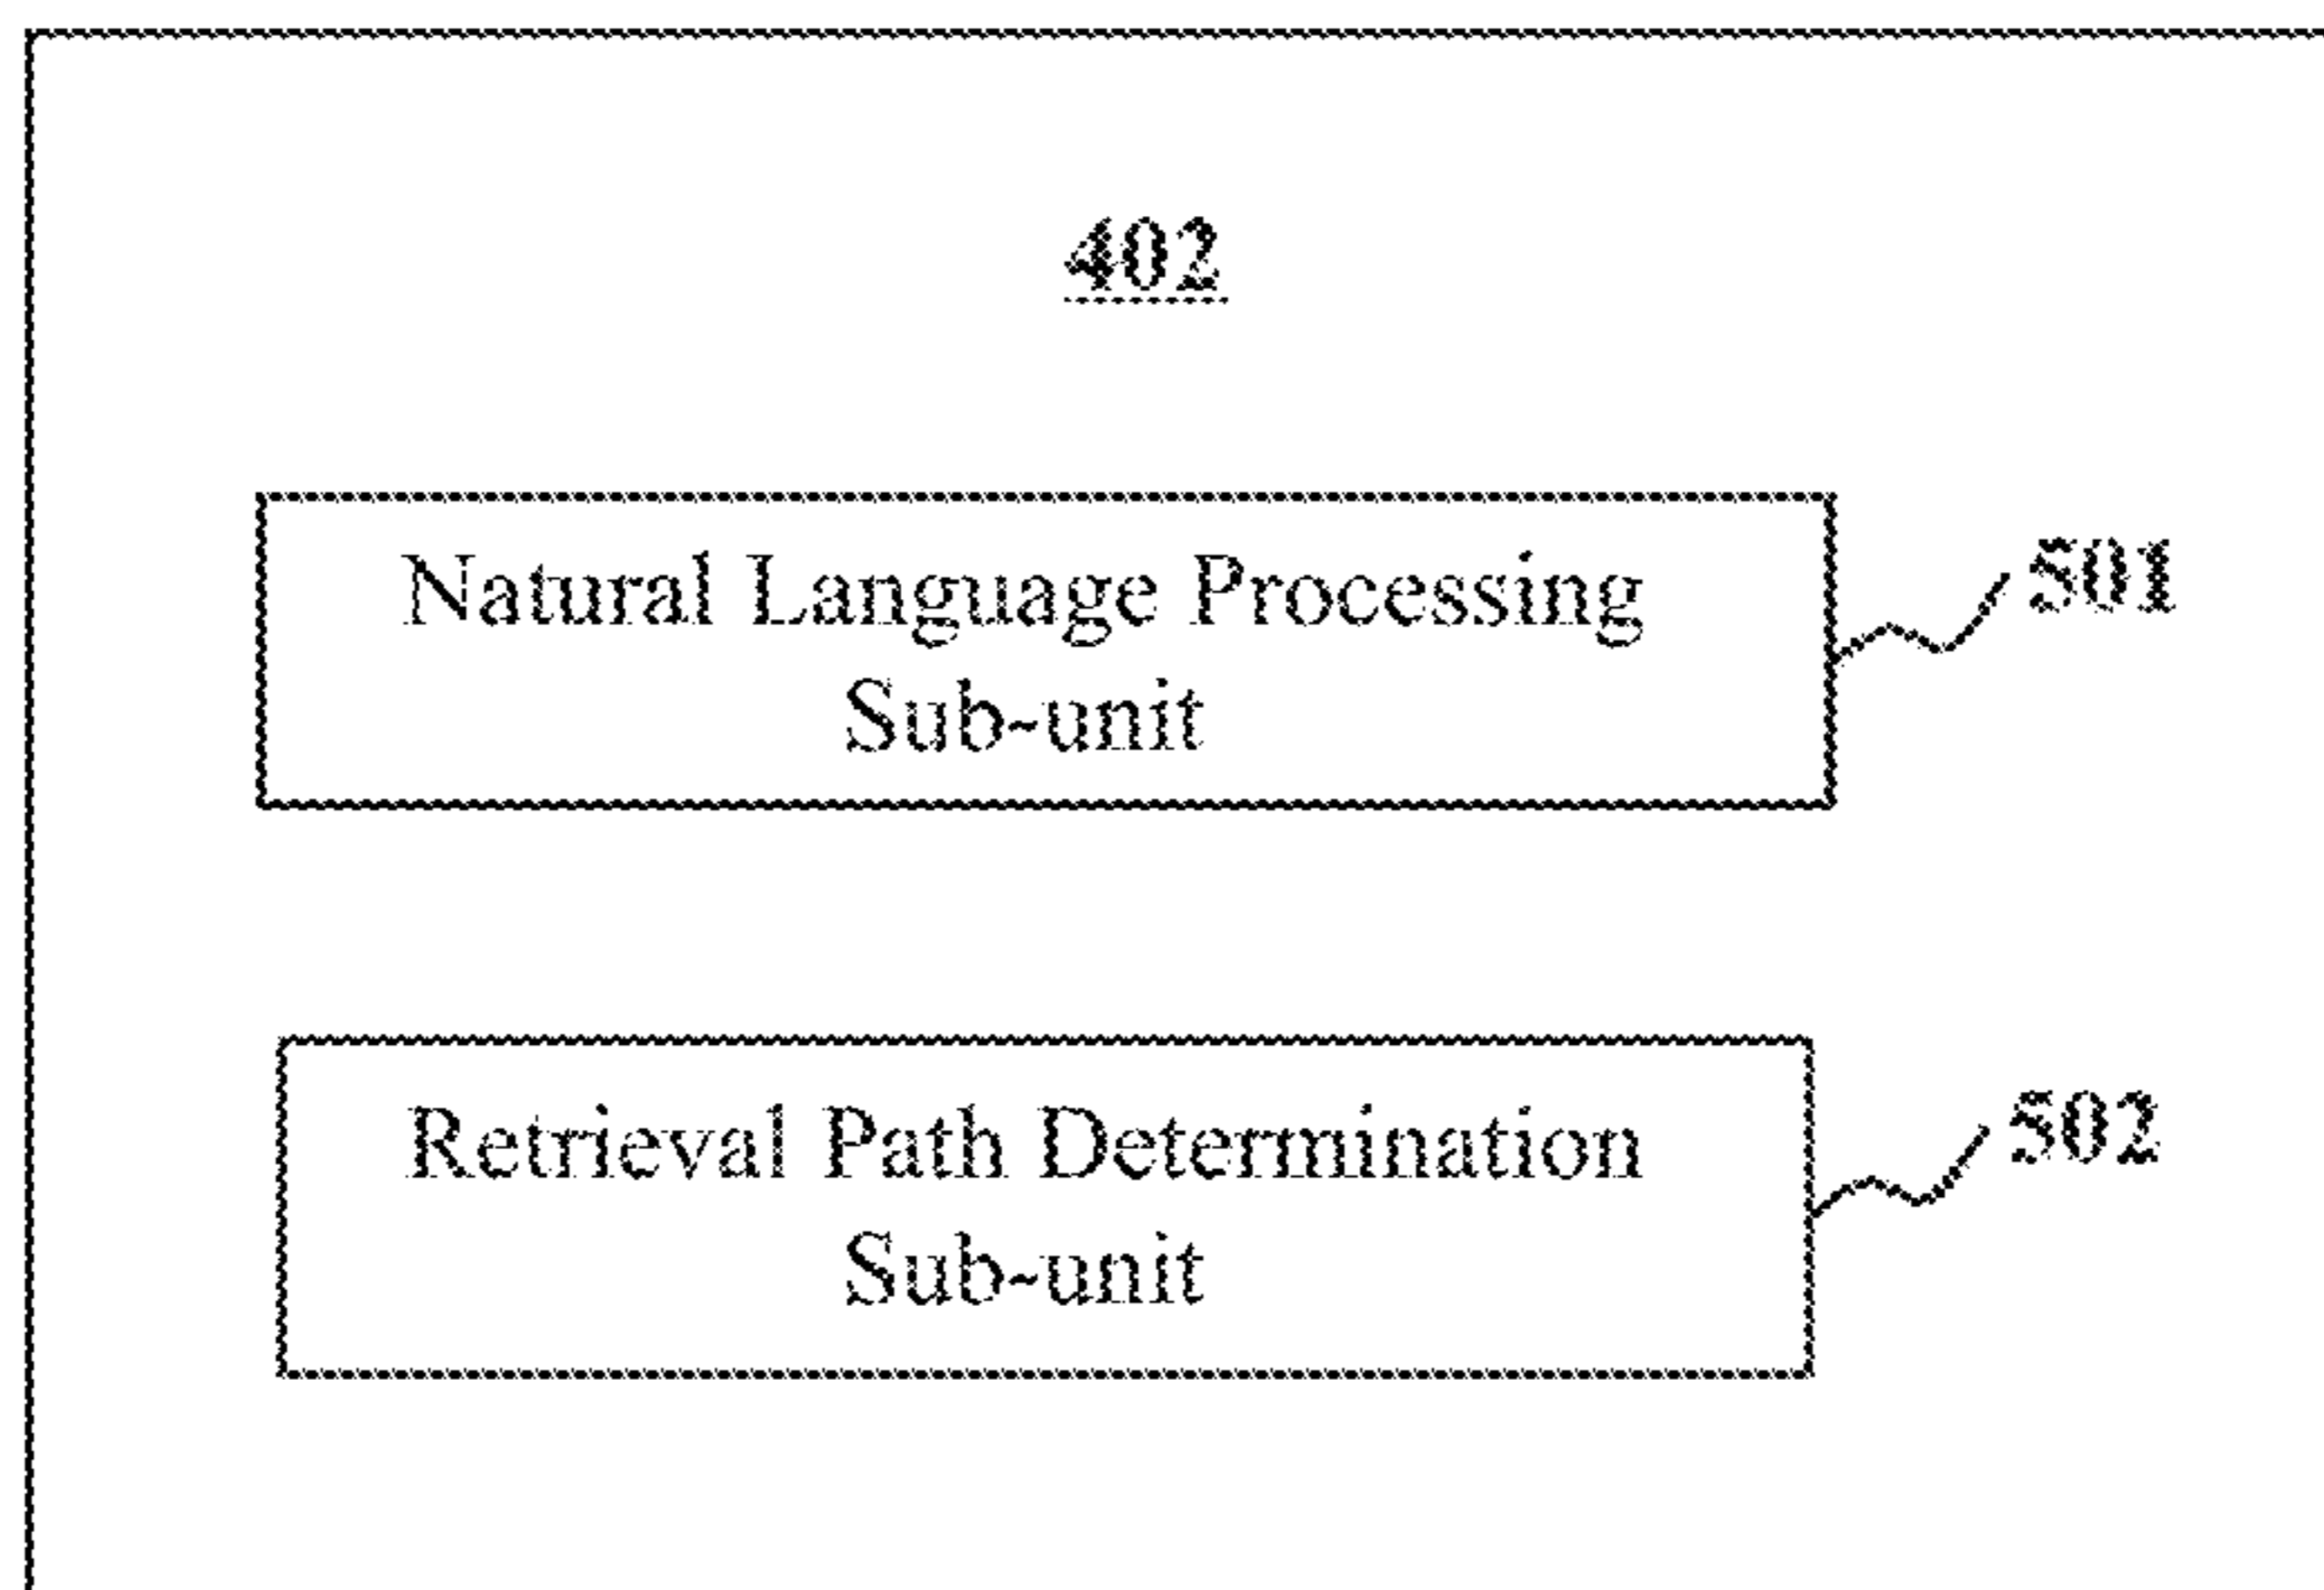 402
Natural Language Processing
501
Sub-unit
Retrieval Path Determination
502
Sub-unit